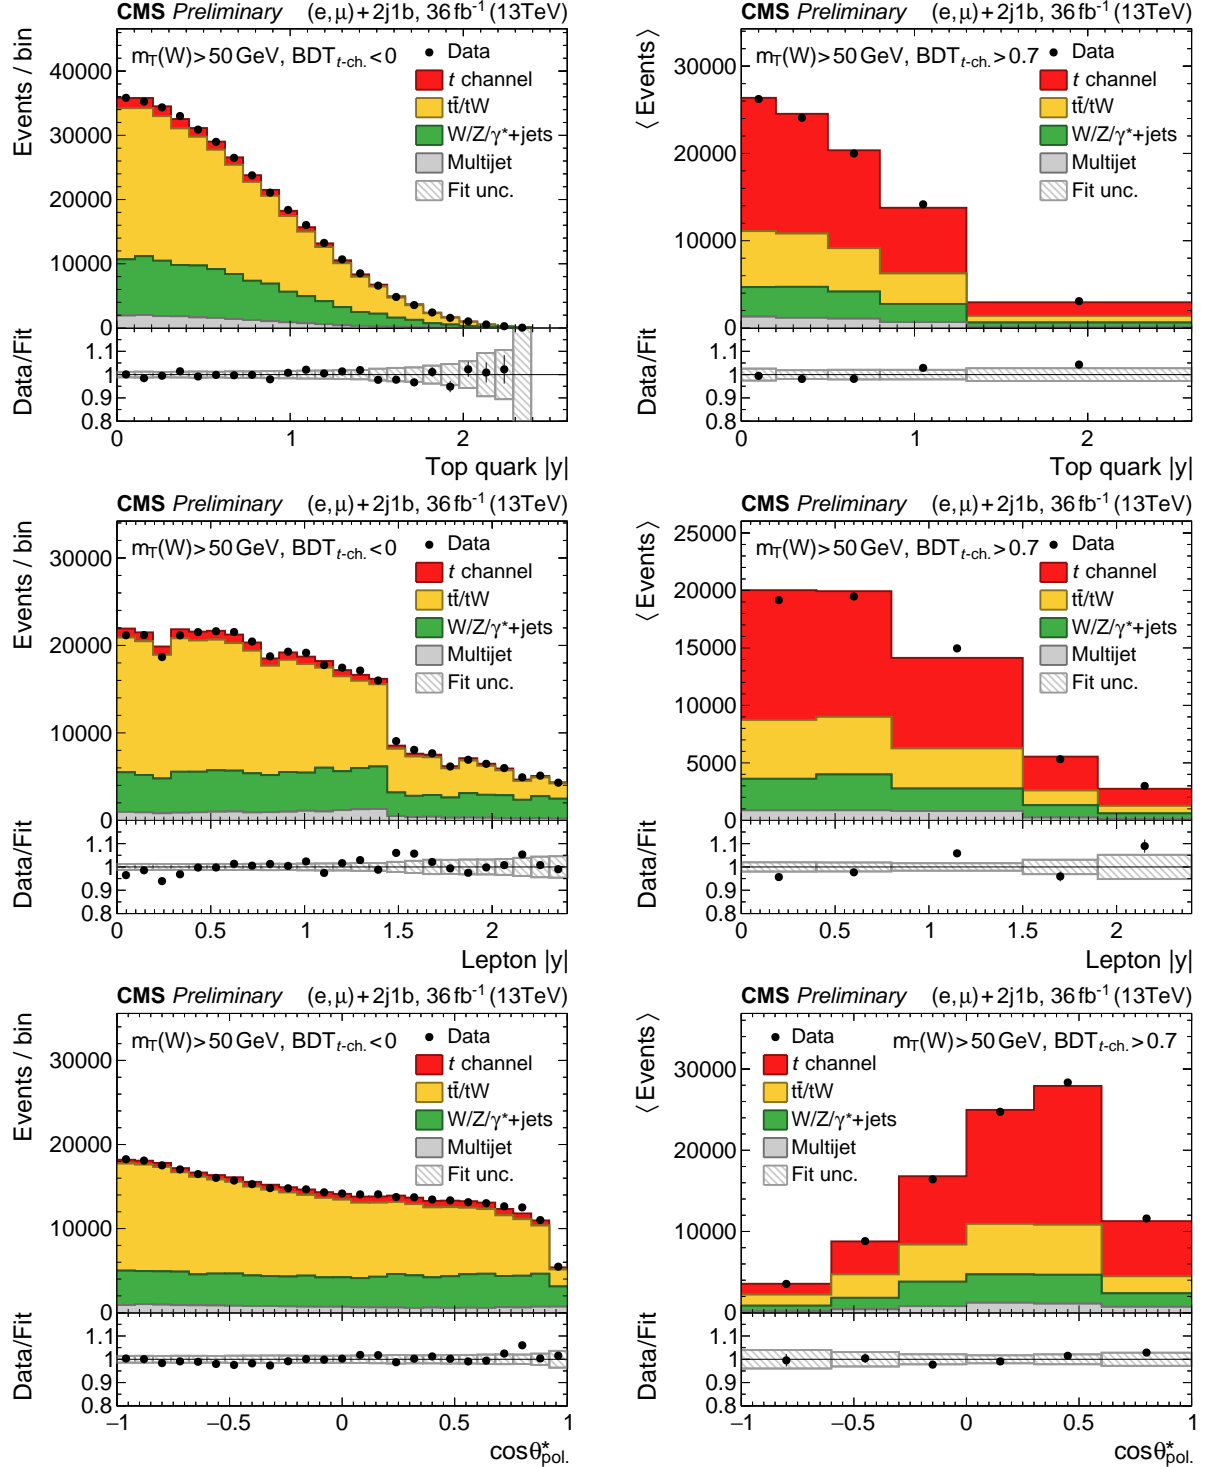 CMS Preliminary (e,μ)+2j1b, 36 fb⁻¹ (13TeV)
Events / bin
mT(W)>50 GeV, BDTt-ch.<0
Data
t channel
tt̄/tW
W/Z/γ*+jets
Multijet
Fit unc.
40000
30000
20000
10000
0
Data/Fit
1.1
1
0.9
0.8
0 1 2
Top quark |y|
CMS Preliminary (e,μ)+2j1b, 36 fb⁻¹ (13TeV)
⟨Events⟩
mT(W)>50 GeV, BDTt-ch.>0.7
Data
t channel
tt̄/tW
W/Z/γ*+jets
Multijet
Fit unc.
30000
20000
10000
0
Data/Fit
1.1
1
0.9
0.8
0 1 2
Top quark |y|
CMS Preliminary (e,μ)+2j1b, 36 fb⁻¹ (13TeV)
Events / bin
mT(W)>50 GeV, BDTt-ch.<0
Data
t channel
tt̄/tW
W/Z/γ*+jets
Multijet
Fit unc.
30000
20000
10000
0
Data/Fit
1.1
1
0.9
0.8
0 0.5 1 1.5 2
Lepton |y|
CMS Preliminary (e,μ)+2j1b, 36 fb⁻¹ (13TeV)
⟨Events⟩
mT(W)>50 GeV, BDTt-ch.>0.7
Data
t channel
tt̄/tW
W/Z/γ*+jets
Multijet
Fit unc.
25000
20000
15000
10000
5000
0
Data/Fit
1.1
1
0.9
0.8
0 0.5 1 1.5 2
Lepton |y|
CMS Preliminary (e,μ)+2j1b, 36 fb⁻¹ (13TeV)
Events / bin
mT(W)>50 GeV, BDTt-ch.<0
Data
t channel
tt̄/tW
W/Z/γ*+jets
Multijet
Fit unc.
30000
20000
10000
0
Data/Fit
1.1
1
0.9
0.8
−1 −0.5 0 0.5 1
cosθ*pol.
CMS Preliminary (e,μ)+2j1b, 36 fb⁻¹ (13TeV)
⟨Events⟩
mT(W)>50 GeV, BDTt-ch.>0.7
Data
t channel
tt̄/tW
W/Z/γ*+jets
Multijet
Fit unc.
30000
20000
10000
0
Data/Fit
1.1
1
0.9
0.8
−1 −0.5 0 0.5 1
cosθ*pol.